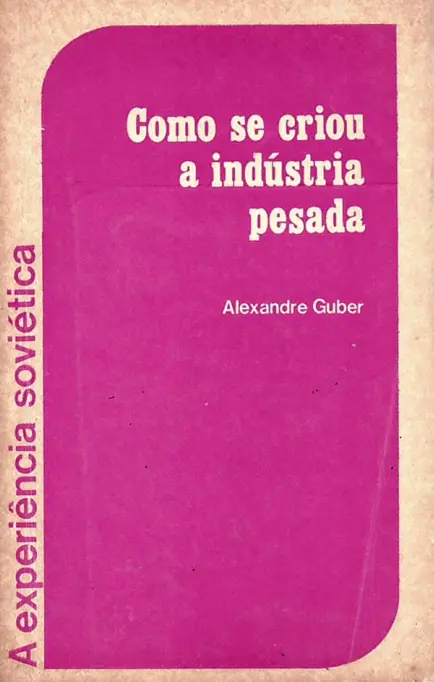 Como se criou
a indústria
pesada
Alexandre Guber
A experiência soviética